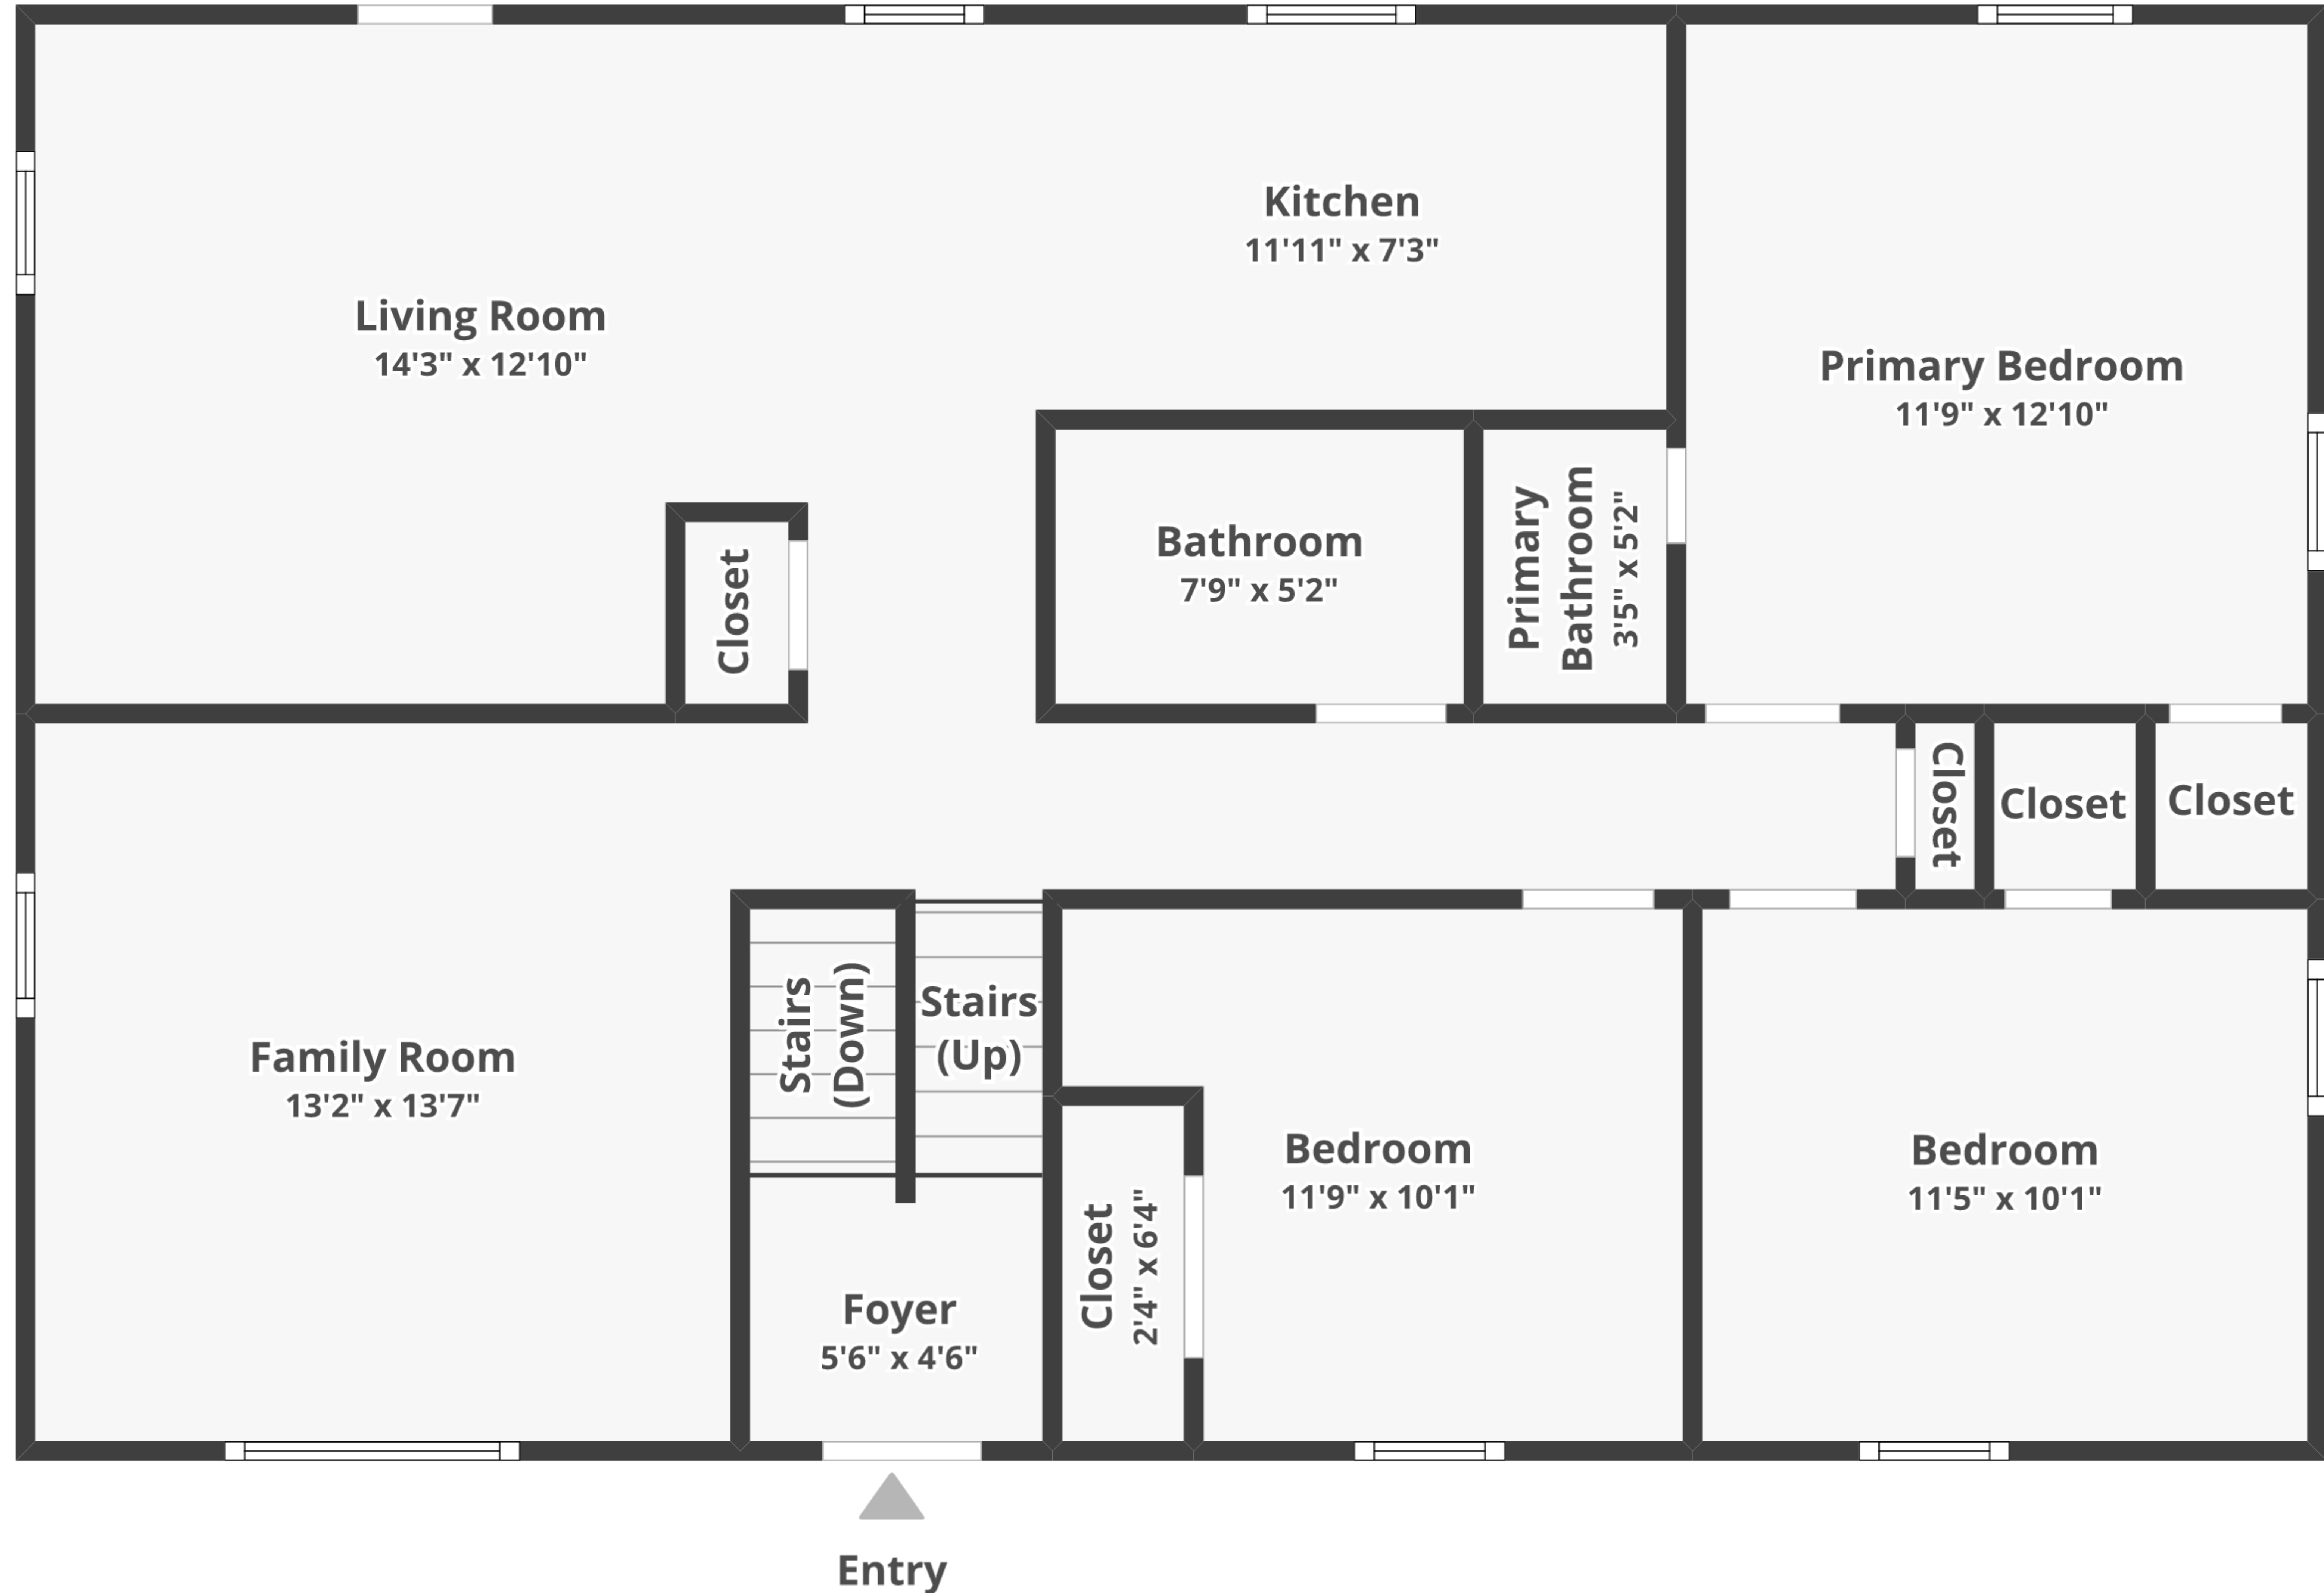 Kitchen
11'11" x 7'3"
Living Room
14'3" x 12'10"
Primary Bedroom
11'9" x 12'10"
Closet
Bathroom
7'9" x 5'2"
Primary
Bathroom
3'5" x 5'2"
Closet
Closet
Closet
Family Room
13'2" x 13'7"
Stairs
(Down)
Stairs
(Up)
Bedroom
11'9" x 10'1"
Bedroom
11'5" x 10'1"
Closet
2'4" x 6'4"
Foyer
5'6" x 4'6"
Entry